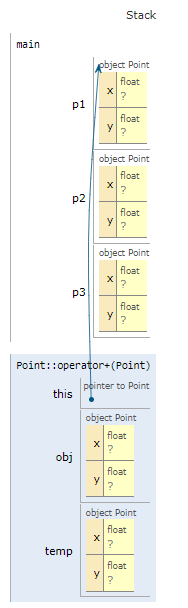 Stack
main
object Point
p1
x
float
?
y
float
?
object Point
p2
x
float
?
y
float
?
object Point
p3
x
float
?
y
float
?
Point::operator+(Point)
this
pointer to Point
object Point
obj
x
float
?
y
float
?
object Point
temp
x
float
?
y
float
?